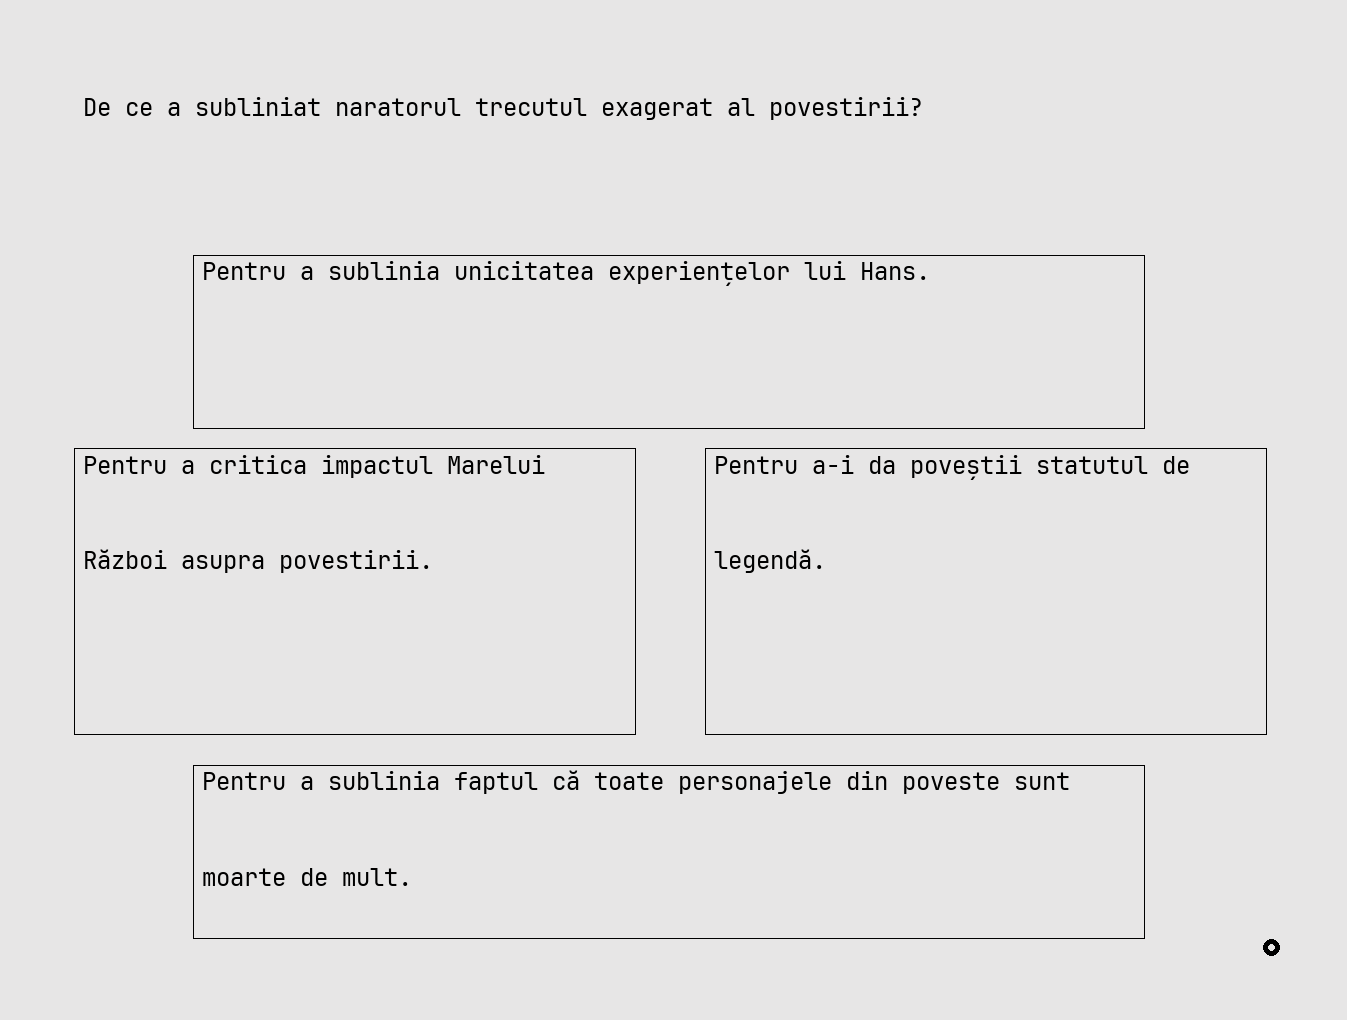 De ce a subliniat naratorul trecutul exagerat al povestirii?
Pentru a sublinia unicitatea experiențelor lui Hans.
Pentru a critica impactul Marelui
Război asupra povestirii.
Pentru a-i da poveștii statutul de
legendă.
Pentru a sublinia faptul că toate personajele din poveste sunt
moarte de mult.